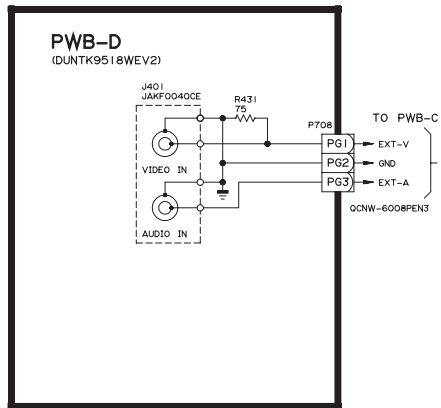 PWB-D
(DUNTK9518WEV2)
J401
JAKF0040CE
R431
75
P708
TO PWB-C
PG1
EXT-V
VIDEO IN
PG2
GND
PG3
EXT-A
QCNW-6008PEN3
AUDIO IN